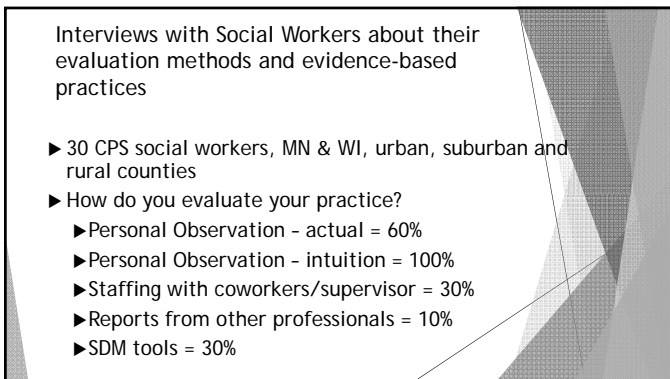 Interviews with Social Workers about their
evaluation methods and evidence-based
practices
▶ 30 CPS social workers, MN & WI, urban, suburban and
rural counties
▶ How do you evaluate your practice?
▶Personal Observation – actual = 60%
▶Personal Observation – intuition = 100%
▶Staffing with coworkers/supervisor = 30%
▶Reports from other professionals = 10%
▶SDM tools = 30%